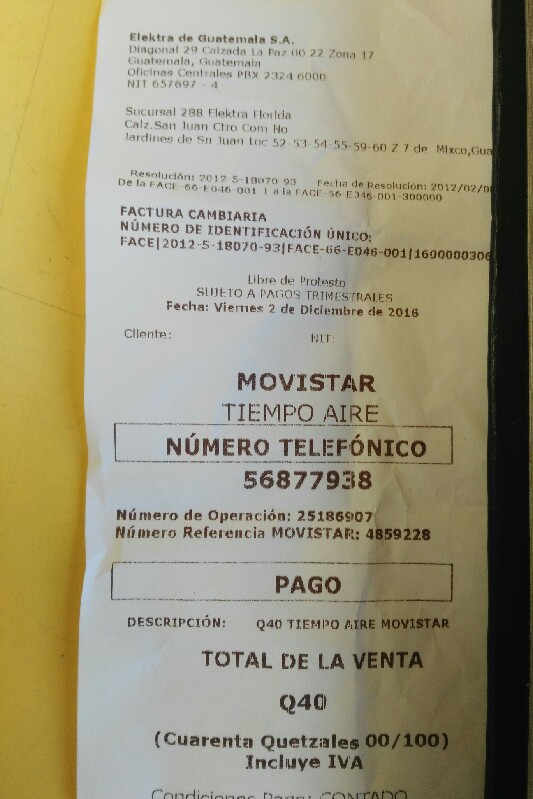 Elektra de Guatemala S.A.
Diagonal 29 Calzada La Paz 00 22 Zona 17
Guatemala, Guatemala
Oficinas Centrales PBX 2324 6000
NIT 657697 - 4
Sucursal 288 Elektra Florida
Calz.San Juan Ctro Com No
Jardines de Sn Juan Loc 52-53-54-55-59-60 Z.7 de Mixco,Gua
Resolución: 2012-5-18070-93 Fecha de Resolución: 2012/02/0
De la FACE-66-E046-001 1 a la FACE-56-E046-001-300000
FACTURA CAMBIARIA
NÚMERO DE IDENTIFICACIÓN ÚNICO:
FACE|2012-5-18070-93|FACE-66-E046-001|1600000306
Libre de Protesto
SUJETO A PAGOS TRIMESTRALES
Fecha: Viernes 2 de Diciembre de 2016
Cliente: NIT:
MOVISTAR
TIEMPO AIRE
NÚMERO TELEFÓNICO
56877938
Número de Operación: 25186907
Número Referencia MOVISTAR: 4859228
PAGO
DESCRIPCIÓN: Q40 TIEMPO AIRE MOVISTAR
TOTAL DE LA VENTA
Q40
(Cuarenta Quetzales 00/100)
Incluye IVA
Condiciones Pago: CONTADO